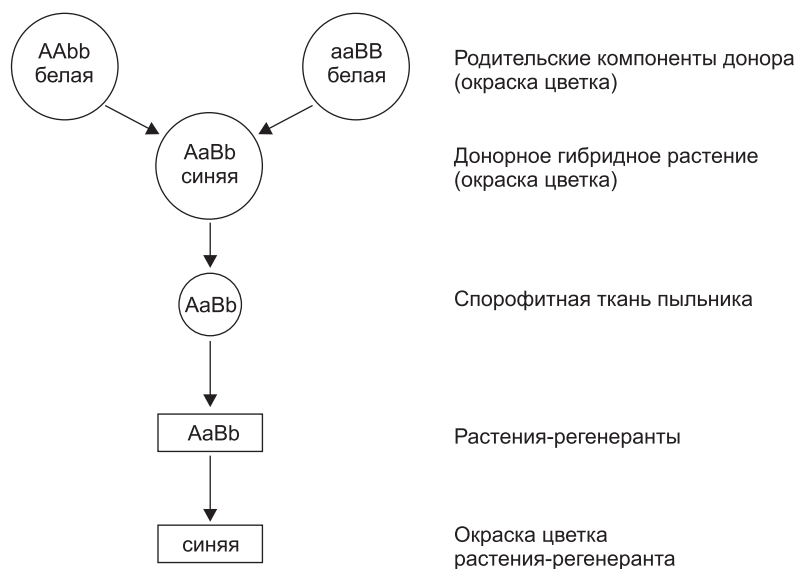 AAbb
белая
aaBB
белая
Родительские компоненты донора
(окраска цветка)
AaBb
синяя
Донорное гибридное растение
(окраска цветка)
AaBb
Спорофитная ткань пыльника
AaBb
Растения-регенеранты
синяя
Окраска цветка
растения-регенеранта